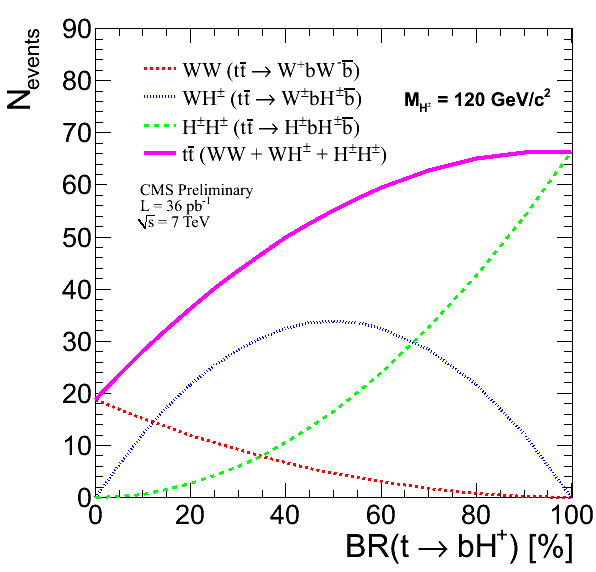 N_events
90
80
70
60
50
40
30
20
10
0
WW (tt̄ → W⁺bW⁻b̄)
WH± (tt̄ → W±bH±b̄)
H±H± (tt̄ → H±bH±b̄)
tt̄ (WW + WH± + H±H±)
M_H± = 120 GeV/c²
CMS Preliminary
L = 36 pb⁻¹
√s = 7 TeV
0 20 40 60 80 100
BR(t → bH⁺) [%]